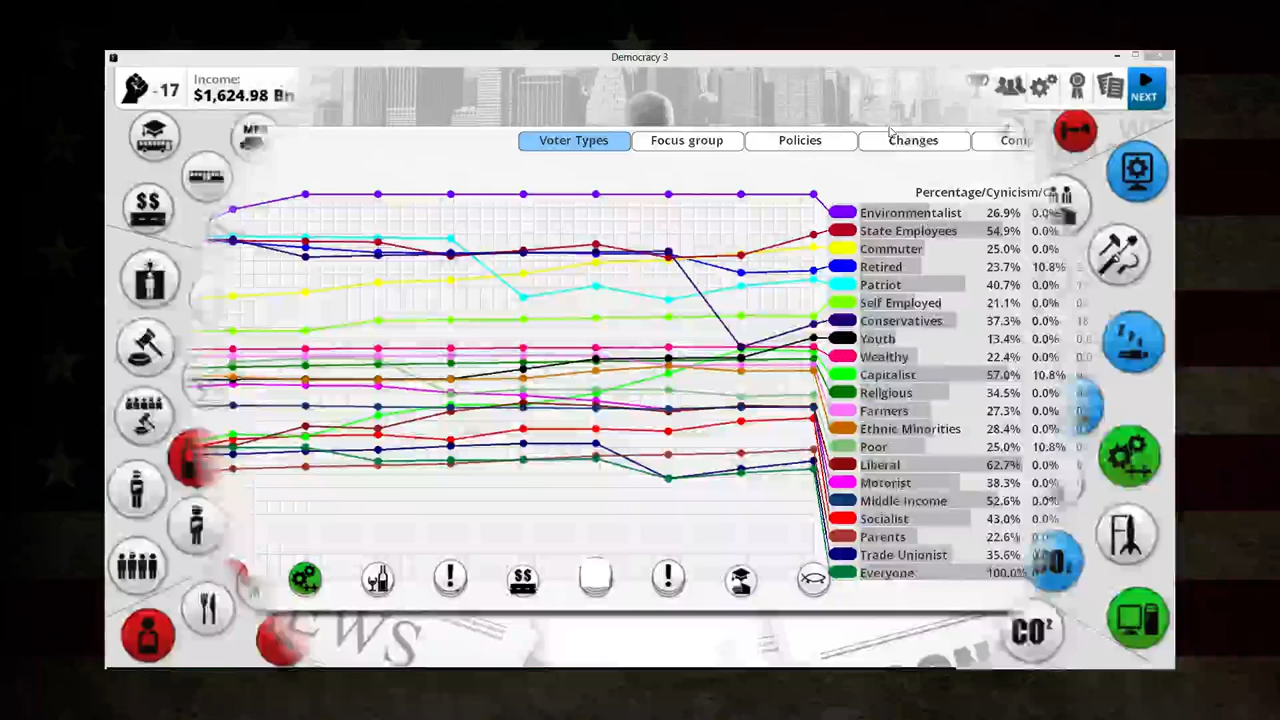 Democracy 3
-17
Income:
$1,624.98 Bn
NEXT
Voter Types
Focus group
Policies
Changes
Percentage/Cynicism/
Environmentalist 26.9% 0.0%
State Employees 54.9% 0.0%
Commuter 25.0% 0.0%
Retired 23.7% 10.8%
Patriot 40.7% 0.0%
Self Employed 21.1% 0.0%
Conservatives 37.3% 0.0% 18
Youth 13.4% 0.0%
Wealthy 22.4% 0.0%
Capitalist 57.0% 10.8%
Religious 34.5% 0.0%
Farmers 27.3% 0.0%
Ethnic Minorities 28.4% 0.0%
Poor 25.0% 10.8%
Liberal 62.7% 0.0%
Motorist 38.3% 0.0%
Middle Income 52.6% 0.0%
Socialist 43.0% 0.0%
Parents 22.6% 0.0%
Trade Unionist 35.6% 0.0%
Everyone 100.0%
$$
!
$$
!
EWS
CO²